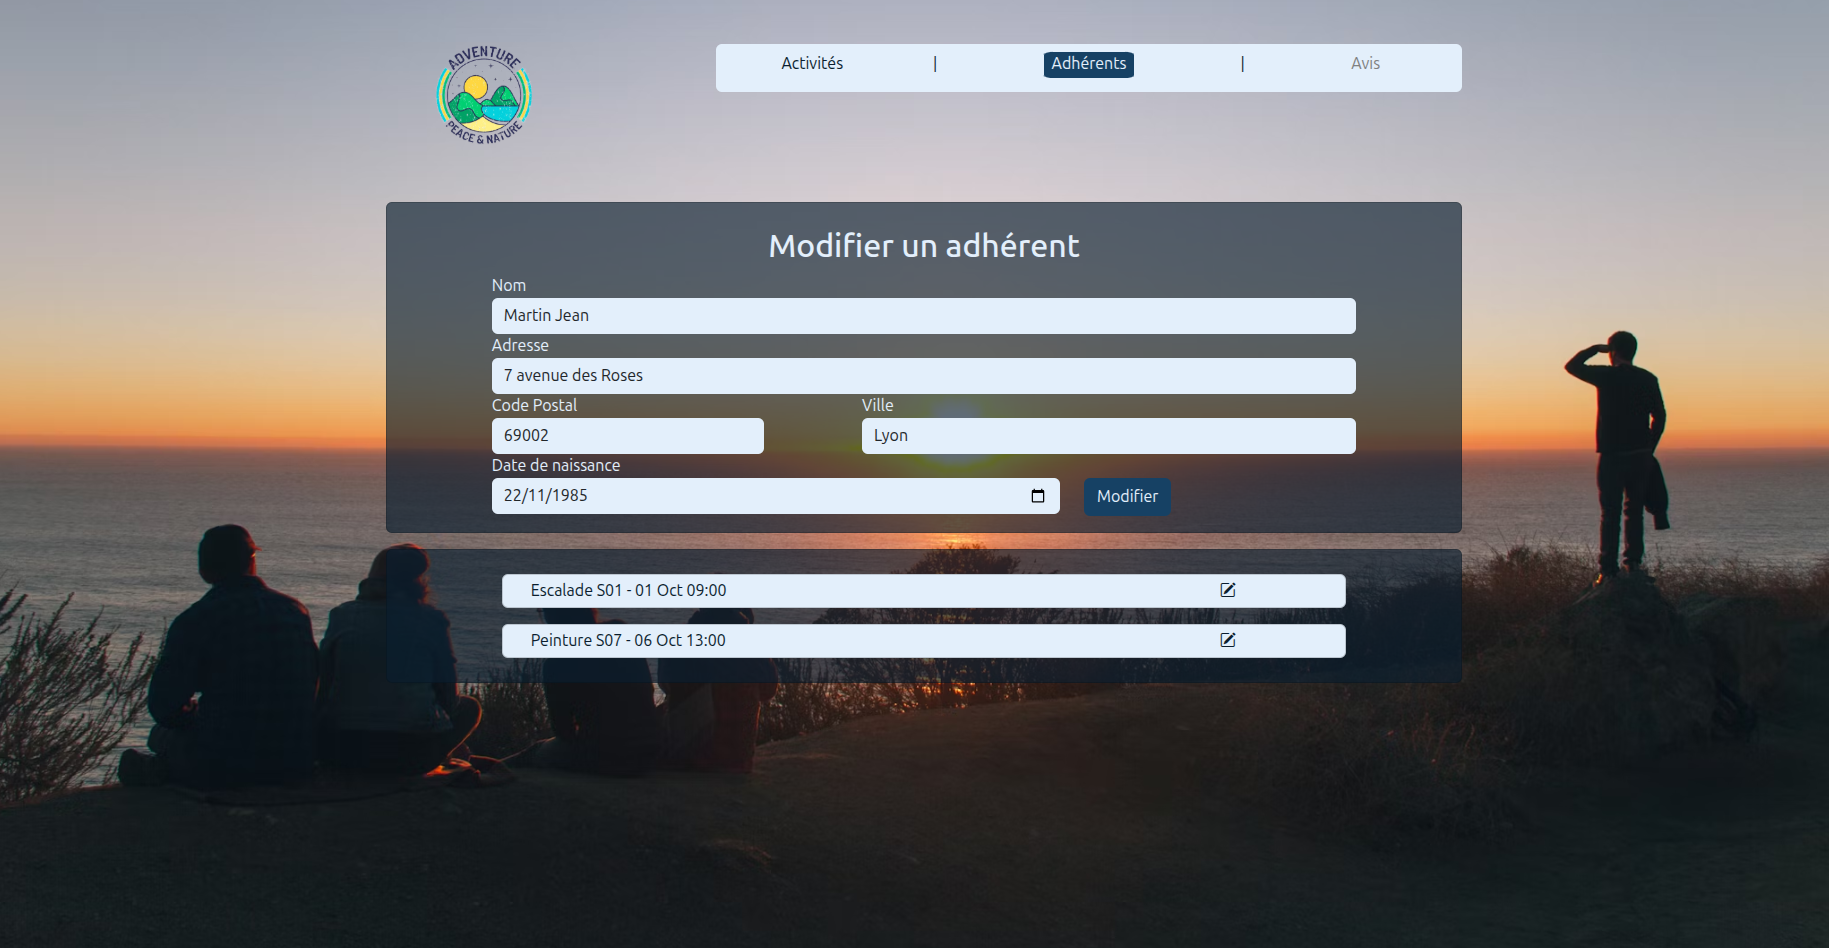 ADVENTURE
PEACE & NATURE
Activités | Adhérents | Avis
Modifier un adhérent
Nom
Martin Jean
Adresse
7 avenue des Roses
Code Postal Ville
69002 Lyon
Date de naissance
22/11/1985 Modifier
Escalade S01 - 01 Oct 09:00
Peinture S07 - 06 Oct 13:00